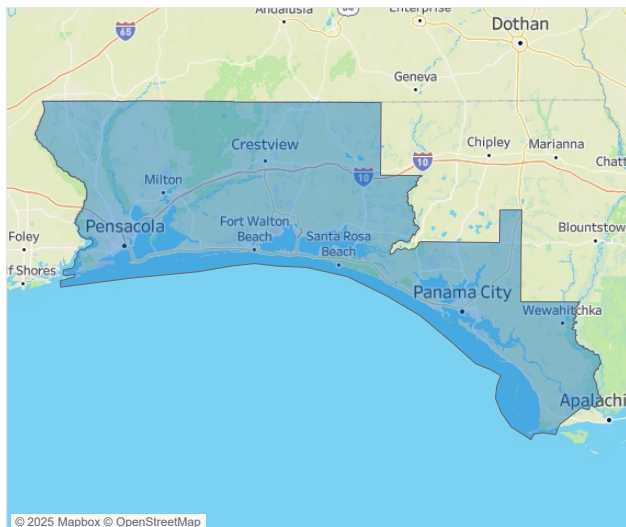 Andalusia
84
Enterprise
65
Dothan
Geneva
Crestview
10
10
Chipley
Marianna
Chatt
Milton
Pensacola
Fort Walton
Beach
Santa Rosa
Beach
Blountstow
Foley
f Shores
Panama City
Wewahitchka
Apalachi
© 2025 Mapbox © OpenStreetMap